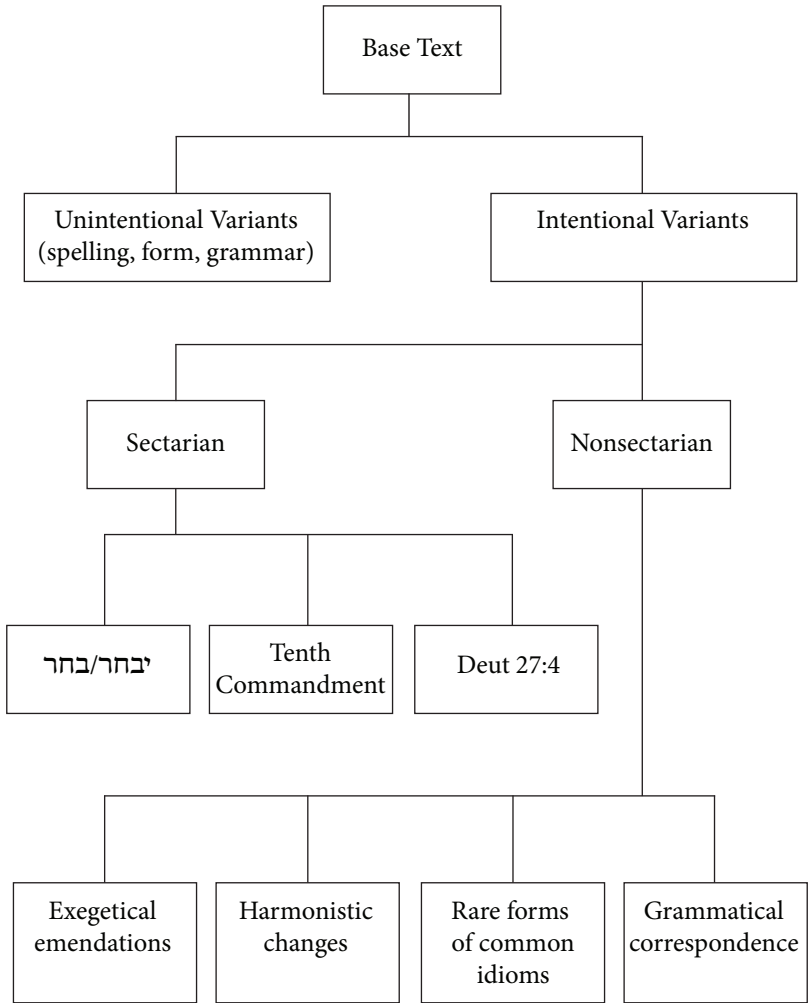 Base Text
Unintentional Variants
(spelling, form, grammar)
Intentional Variants
Sectarian
Nonsectarian
יבחר/בחר
Tenth
Commandment
Deut 27:4
Exegetical
emendations
Harmonistic
changes
Rare forms
of common
idioms
Grammatical
correspondence